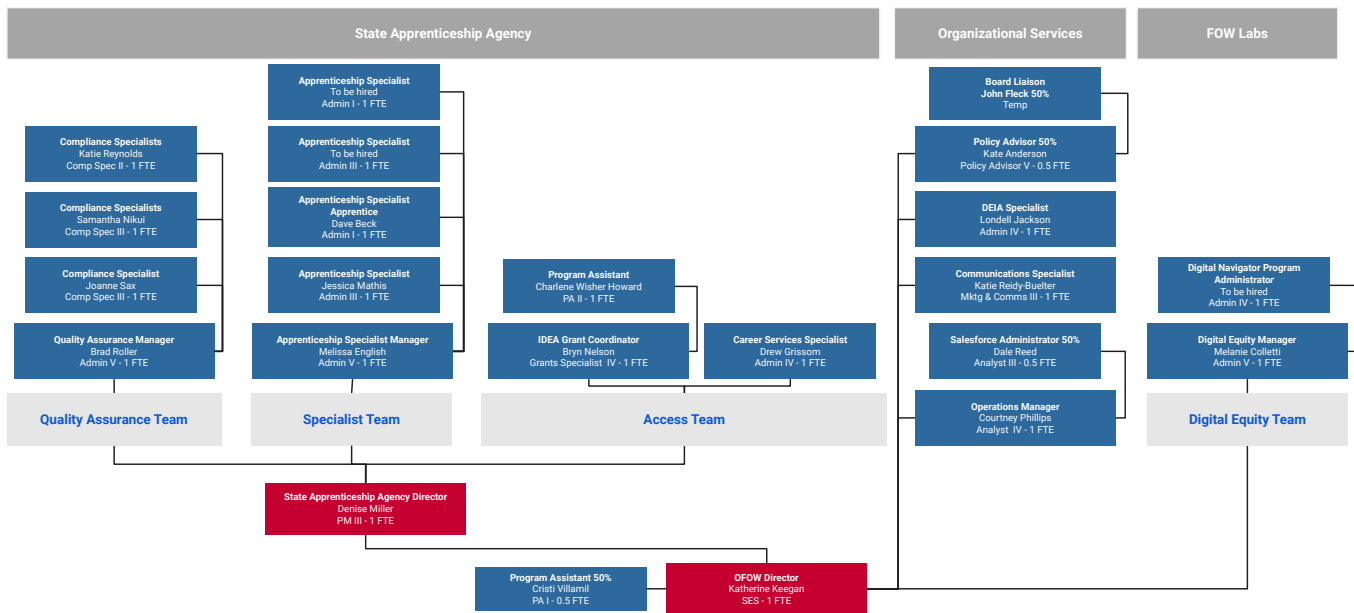 State Apprenticeship Agency
Organizational Services
FOW Labs
Compliance Specialists
Katie Reynolds
Comp Spec II - 1 FTE
Compliance Specialists
Samantha Nikui
Comp Spec III - 1 FTE
Compliance Specialist
Joanne Sax
Comp Spec III - 1 FTE
Quality Assurance Manager
Brad Roller
Admin V - 1 FTE
Quality Assurance Team
Apprenticeship Specialist
To be hired
Admin I - 1 FTE
Apprenticeship Specialist
To be hired
Admin III - 1 FTE
Apprenticeship Specialist
Apprentice
Dave Beck
Admin I - 1 FTE
Apprenticeship Specialist
Jessica Mathis
Admin III - 1 FTE
Apprenticeship Specialist Manager
Melissa English
Admin V - 1 FTE
Specialist Team
Program Assistant
Charlene Wisher Howard
PA II - 1 FTE
IDEA Grant Coordinator
Bryn Nelson
Grants Specialist IV - 1 FTE
Career Services Specialist
Drew Grissom
Admin IV - 1 FTE
Access Team
Board Liaison
John Fleck 50%
Temp
Policy Advisor 50%
Kate Anderson
Policy Advisor V - 0.5 FTE
DEIA Specialist
Londell Jackson
Admin IV - 1 FTE
Communications Specialist
Katie Reidy-Buelter
Mktg & Comms III - 1 FTE
Salesforce Administrator 50%
Dale Reed
Analyst III - 0.5 FTE
Operations Manager
Courtney Phillips
Analyst IV - 1 FTE
Digital Navigator Program
Administrator
To be hired
Admin IV - 1 FTE
Digital Equity Manager
Melanie Colletti
Admin V - 1 FTE
Digital Equity Team
State Apprenticeship Agency Director
Denise Miller
PM III - 1 FTE
Program Assistant 50%
Cristi Villamil
PA I - 0.5 FTE
OFOW Director
Katherine Keegan
SES - 1 FTE